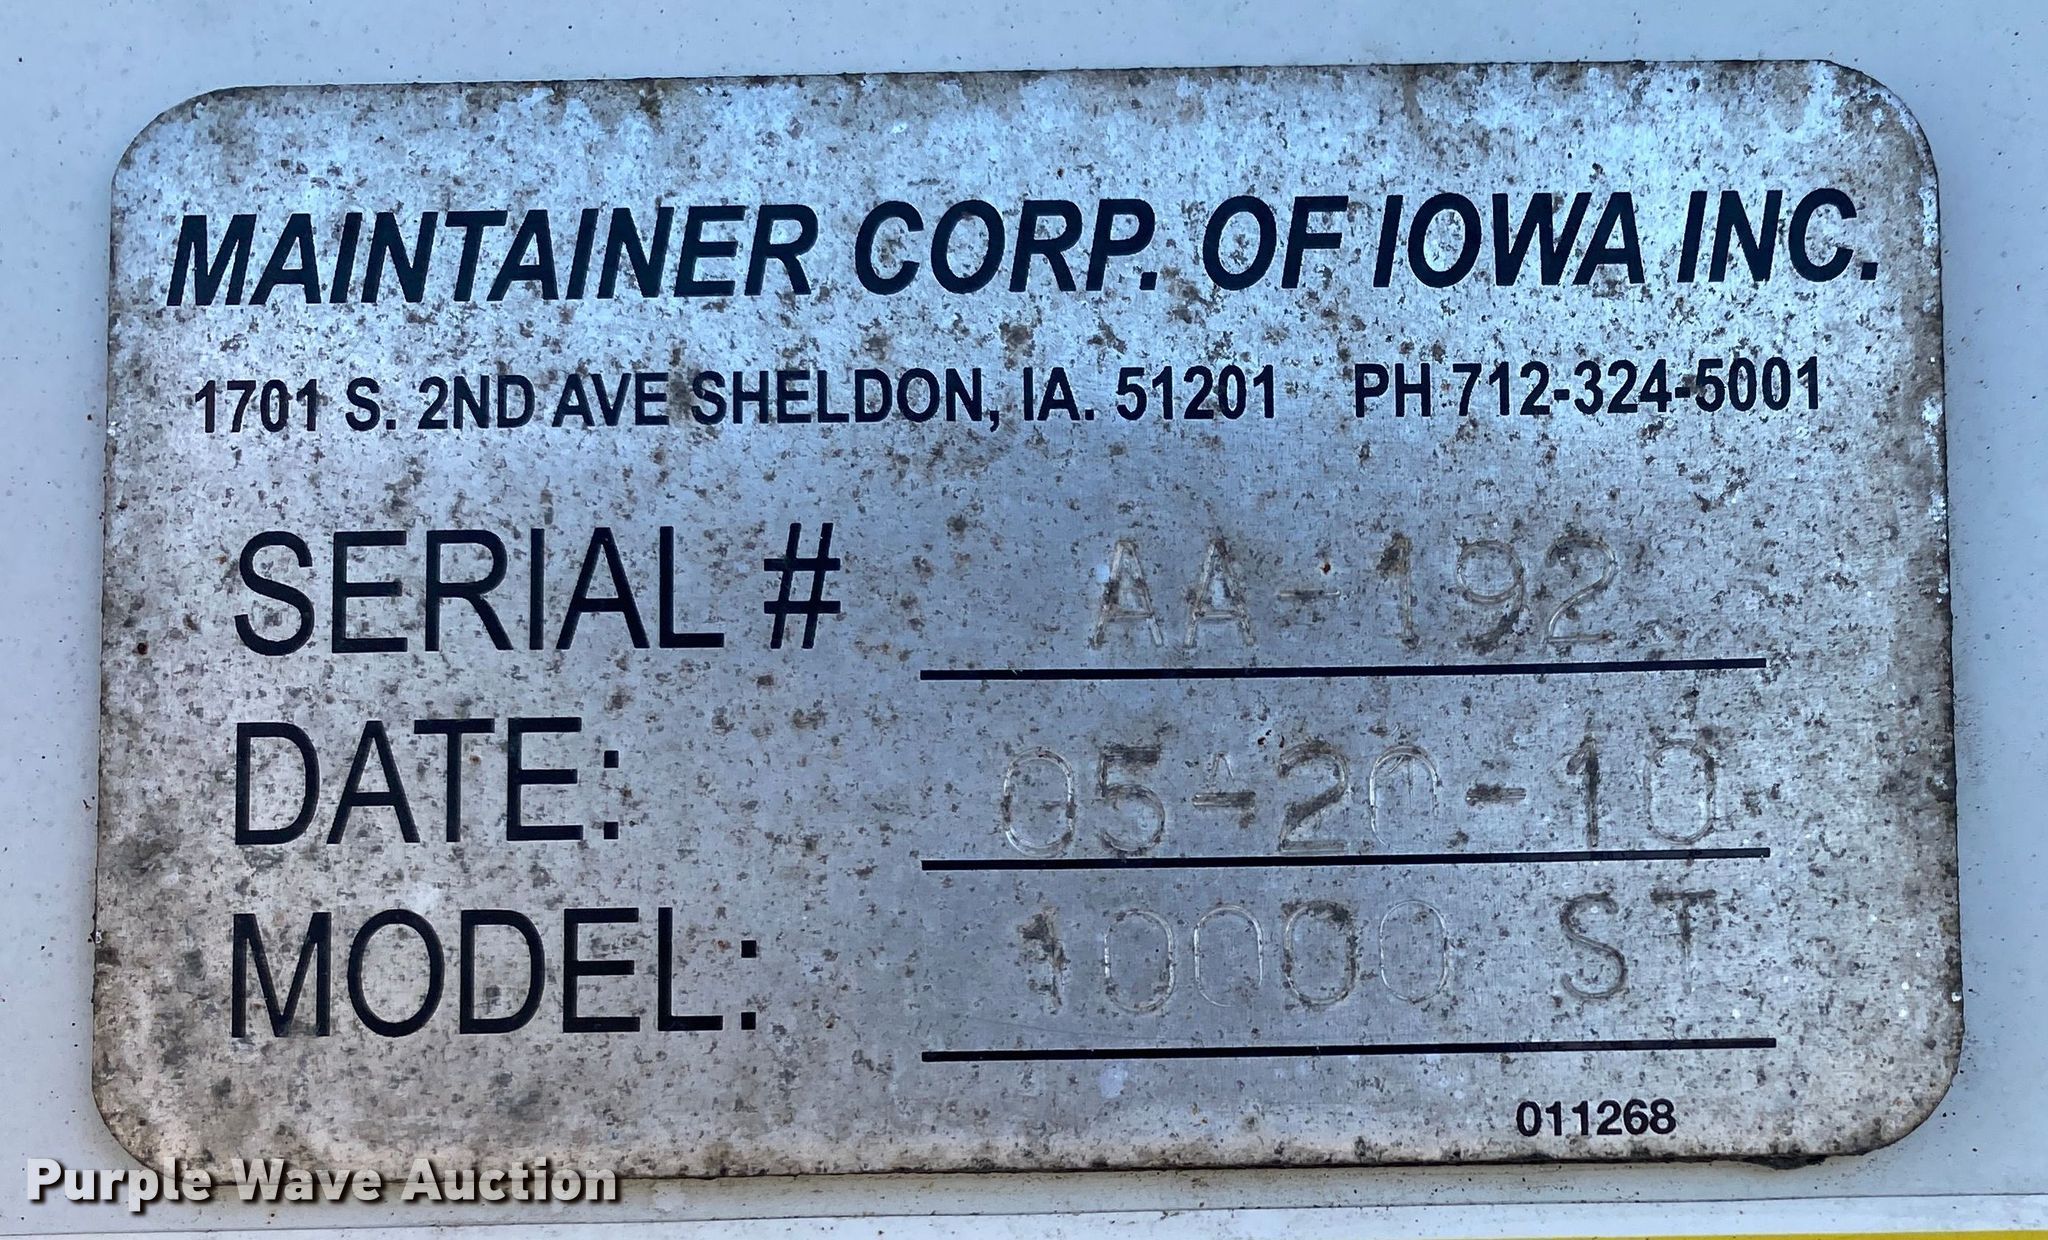 MAINTAINER CORP. OF IOWA INC.
1701 S. 2ND AVE SHELDON, IA. 51201 PH 712-324-5001
SERIAL # AA-192
DATE: 05-20-10
MODEL: 10000 ST
011268
Purple Wave Auction